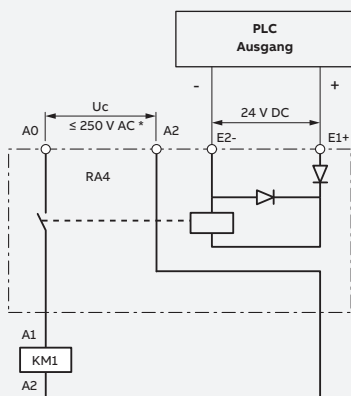 PLC
Ausgang
-
+
Uc
24 V DC
≤ 250 V AC *
A0
A2
E2-
E1+
RA4
A1
KM1
A2